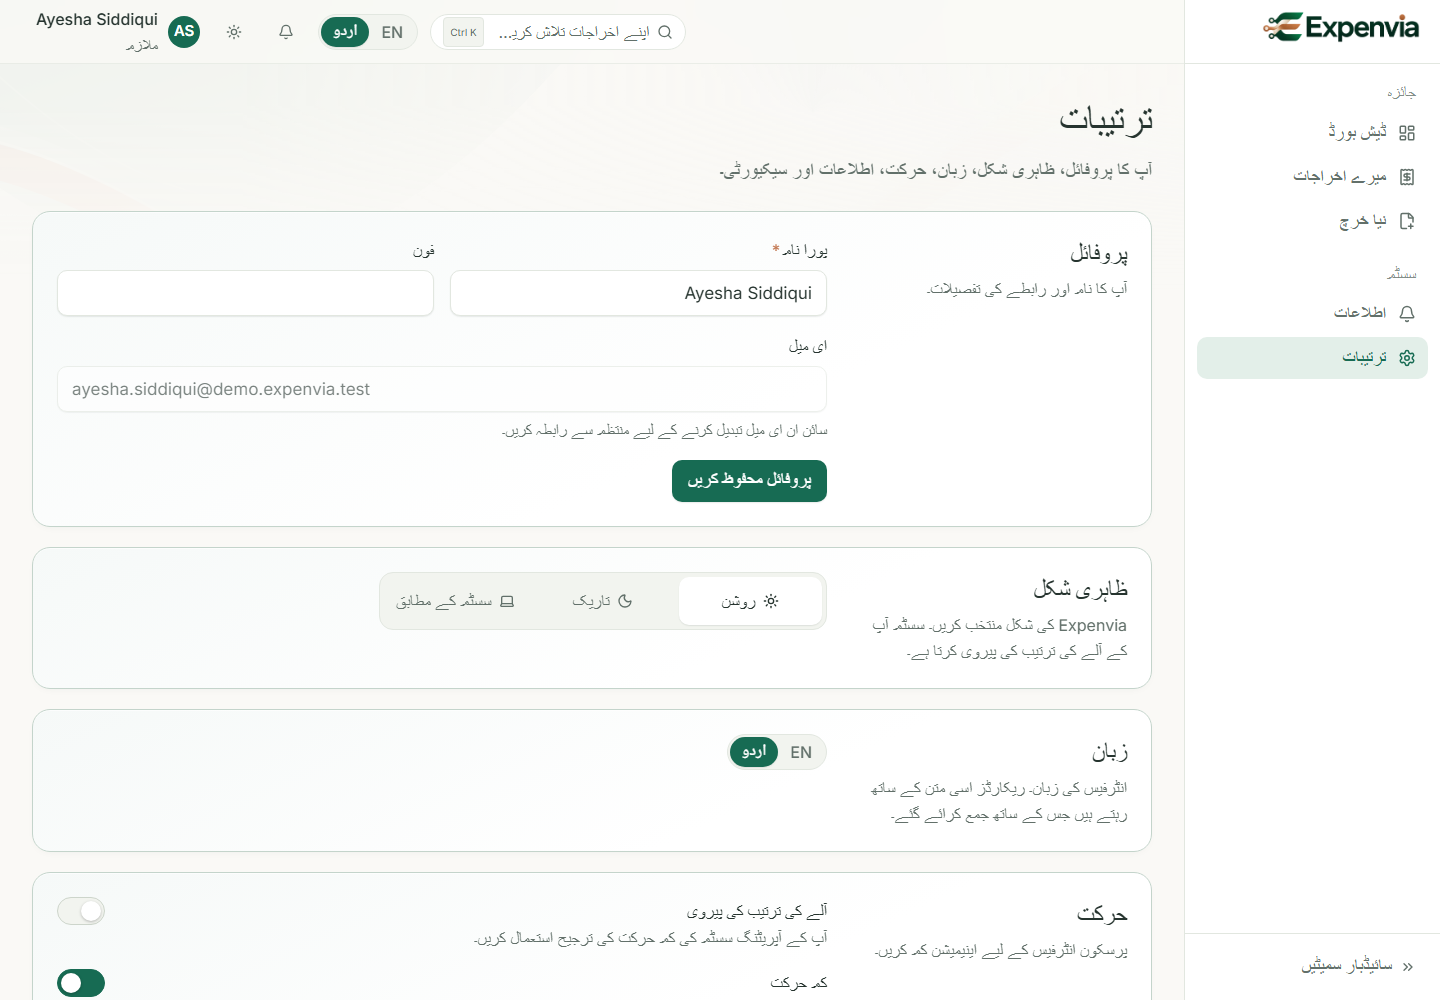 Expenvia
اپنے اخراجات تلاش کریں...
Ctrl K
EN
اردو
AS
Ayesha Siddiqui
ملازم
جائزہ
ڈیش بورڈ
میرے اخراجات
نیا خرچ
سسٹم
اطلاعات
ترتیبات
سائیڈبار سمیٹیں
ترتیبات
آپ کا پروفائل، ظاہری شکل، زبان، حرکت، اطلاعات اور سیکیورٹی۔
پروفائل
آپ کا نام اور رابطے کی تفصیلات۔
پورا نام *
Ayesha Siddiqui
فون
ای میل
ayesha.siddiqui@demo.expenvia.test
سائن ان ای میل تبدیل کرنے کے لیے منتظم سے رابطہ کریں۔
پروفائل محفوظ کریں
ظاہری شکل
Expenvia کی شکل منتخب کریں۔ سسٹم آپ
کے آلے کی ترتیب کی پیروی کرتا ہے۔
روشن
تاریک
سسٹم کے مطابق
زبان
انٹرفیس کی زبان۔ ریکارڈز اسی متن کے ساتھ
رہتے ہیں جس کے ساتھ جمع کرائے گئے۔
EN
اردو
حرکت
پرسکون انٹرفیس کے لیے اینیمیشن کم کریں۔
آلے کی ترتیب کی پیروی
آپ کے آپریٹنگ سسٹم کی کم حرکت کی ترجیح استعمال کریں۔
کم حرکت